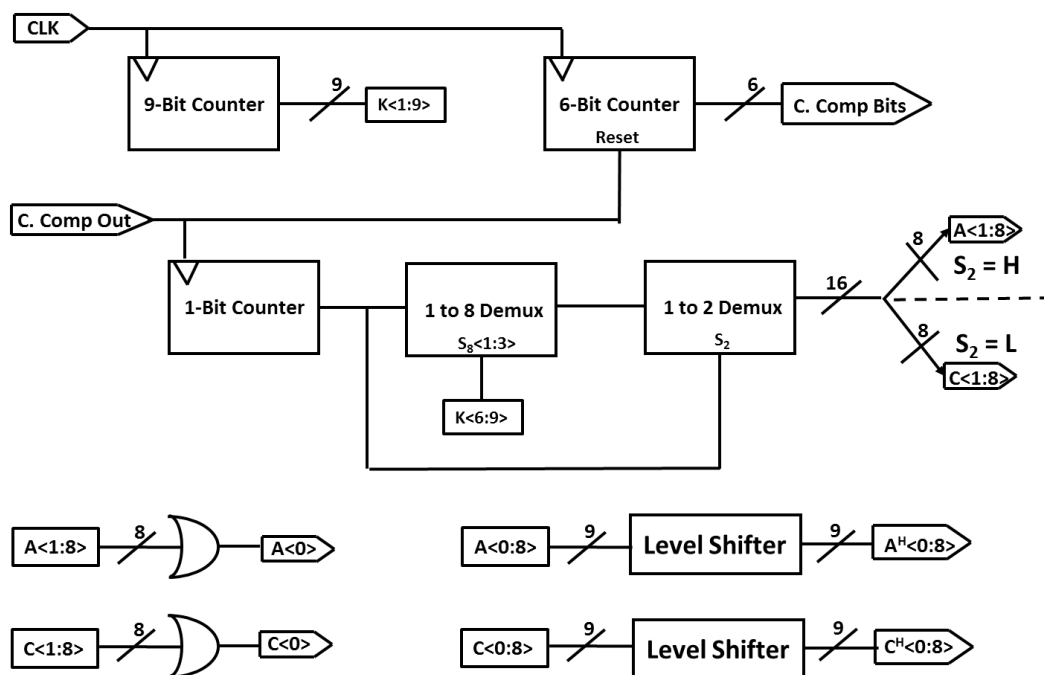 CLK
9-Bit Counter
9
K<1:9>
6-Bit Counter
Reset
6
C. Comp Bits
C. Comp Out
1-Bit Counter
1 to 8 Demux
S₈<1:3>
K<6:9>
1 to 2 Demux
S₂
16
8
A<1:8>
S₂ = H
8
S₂ = L
C<1:8>
A<1:8>
8
A<0>
A<0:8>
9
Level Shifter
9
Aᴴ<0:8>
C<1:8>
8
C<0>
C<0:8>
9
Level Shifter
9
Cᴴ<0:8>